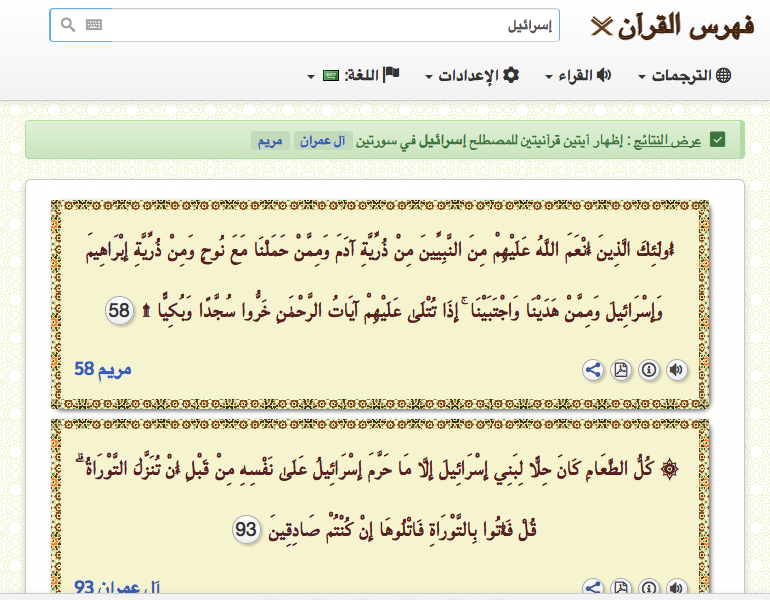 فهرس القرآن
إسرائيل
الترجمات
القراء
الإعدادات
اللغة:
عرض النتائج : إظهار آيتين قرآنيتين للمصطلح إسرائيل في سورتين آل عمران مريم
أُولَٰئِكَ الَّذِينَ أَنْعَمَ اللَّهُ عَلَيْهِمْ مِنَ النَّبِيِّينَ مِنْ ذُرِّيَّةِ آدَمَ وَمِمَّنْ حَمَلْنَا مَعَ نُوحٍ وَمِنْ ذُرِّيَّةِ إِبْرَاهِيمَ
وَإِسْرَائِيلَ وَمِمَّنْ هَدَيْنَا وَاجْتَبَيْنَا ۚ إِذَا تُتْلَىٰ عَلَيْهِمْ آيَاتُ الرَّحْمَٰنِ خَرُّوا سُجَّدًا وَبُكِيًّا ۩ 58
مريم 58
۞ كُلُّ الطَّعَامِ كَانَ حِلًّا لِبَنِي إِسْرَائِيلَ إِلَّا مَا حَرَّمَ إِسْرَائِيلُ عَلَىٰ نَفْسِهِ مِنْ قَبْلِ أَنْ تُنَزَّلَ التَّوْرَاةُ ۗ
قُلْ فَأْتُوا بِالتَّوْرَاةِ فَاتْلُوهَا إِنْ كُنْتُمْ صَادِقِينَ 93
آل عمران 93